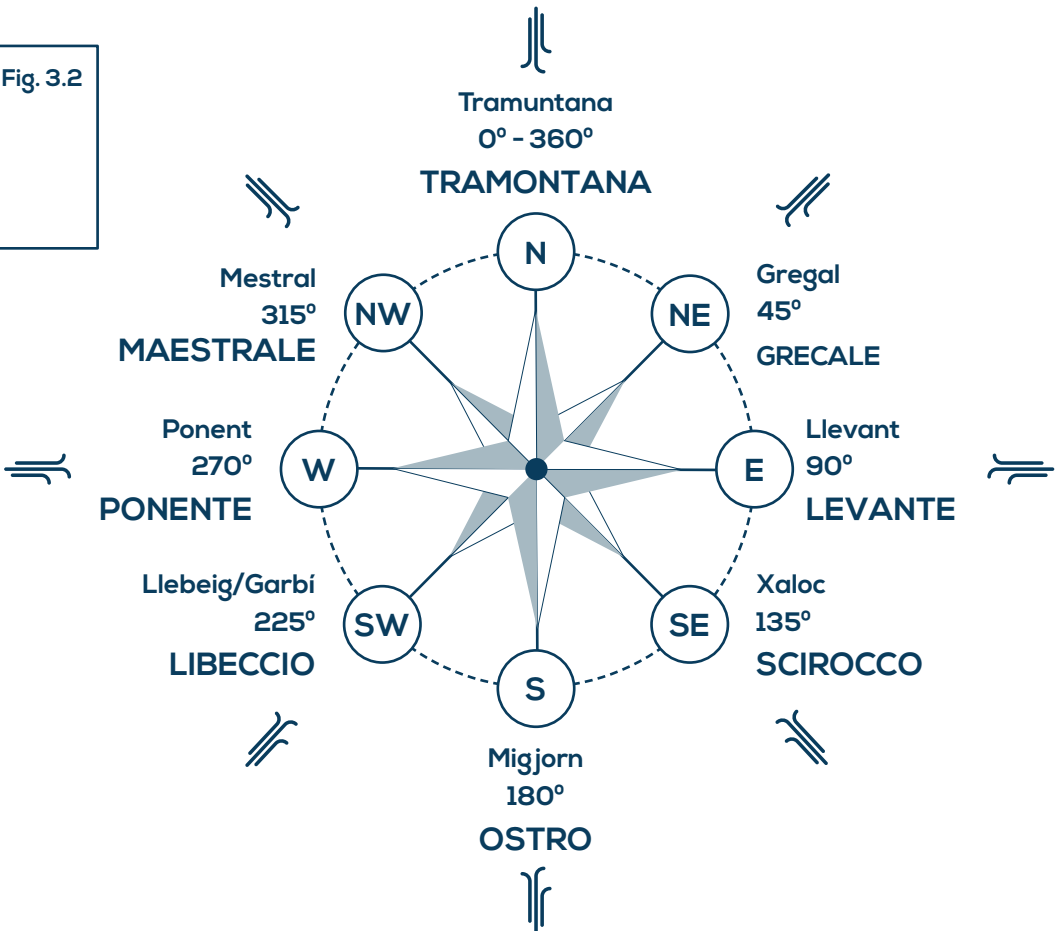 Fig. 3.2
Tramuntana
0º - 360º
TRAMONTANA
N
Mestral
315º
MAESTRALE
NW
NE
Gregal
45º
GRECALE
Ponent
270º
PONENTE
W
E
Llevant
90º
LEVANTE
Llebeig/Garbí
225º
LIBECCIO
SW
SE
Xaloc
135º
SCIROCCO
S
Migjorn
180º
OSTRO